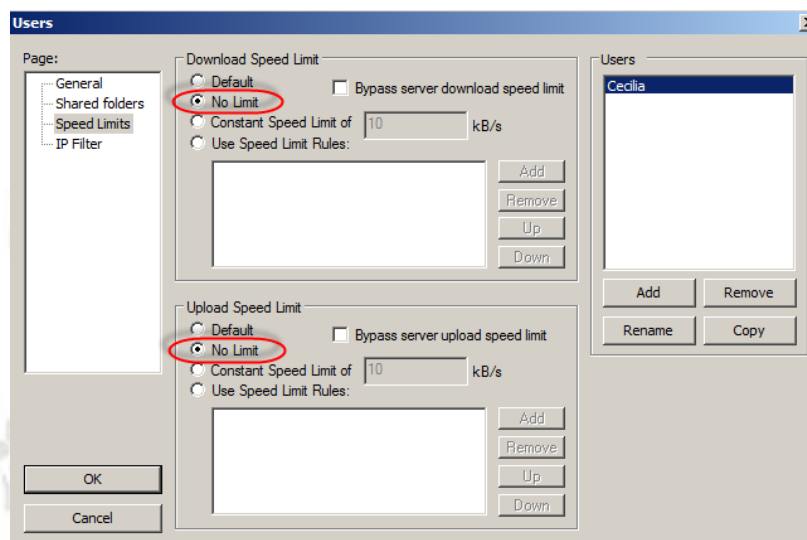 Users
Page:
General
Shared folders
Speed Limits
IP Filter
OK
Cancel
Download Speed Limit
Default
Bypass server download speed limit
No Limit
Constant Speed Limit of 10 kB/s
Use Speed Limit Rules:
Add
Remove
Up
Down
Upload Speed Limit
Default
Bypass server upload speed limit
No Limit
Constant Speed Limit of 10 kB/s
Use Speed Limit Rules:
Add
Remove
Up
Down
Users
Cecilia
Add Remove
Rename Copy